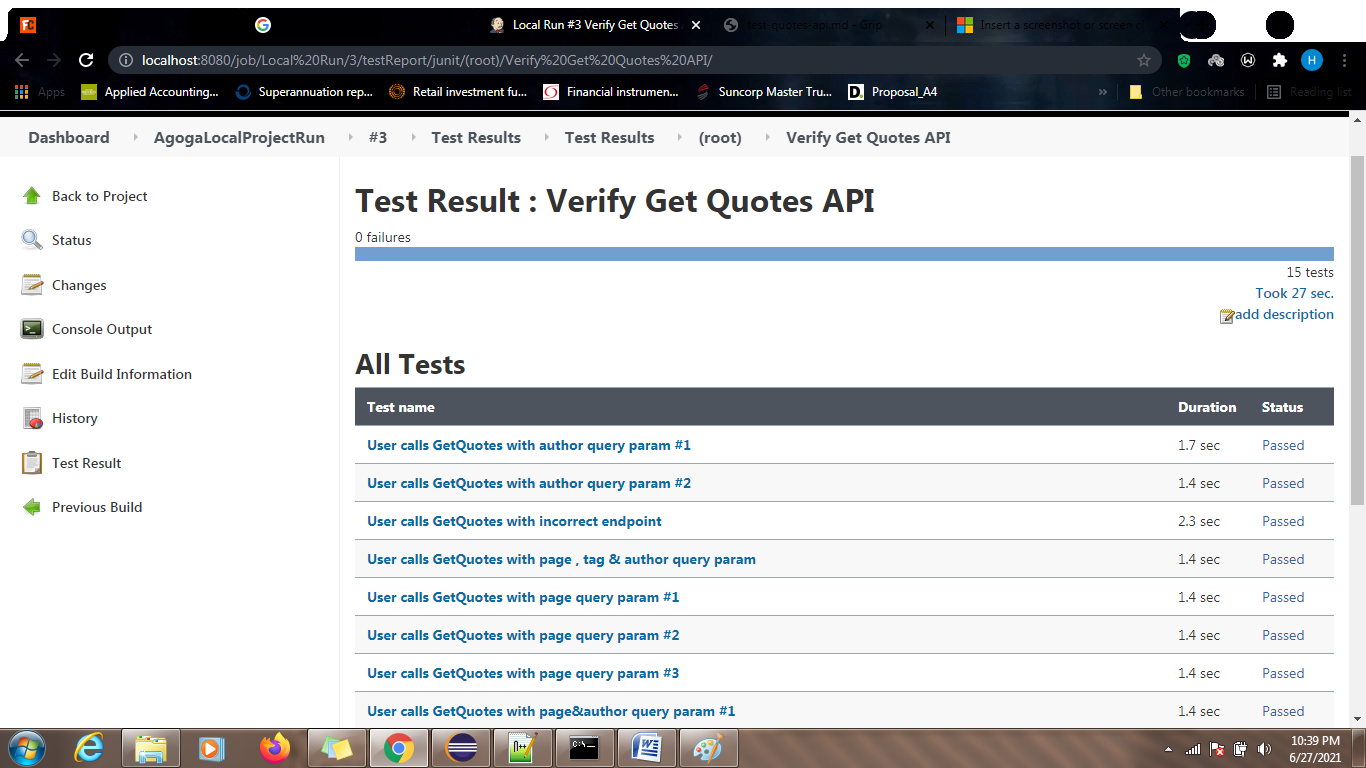 Local Run #3 Verify Get Quotes
test-quotes-api.md - Grip
Insert a screenshot or screen
localhost:8080/job/Local%20Run/3/testReport/junit/(root)/Verify%20Get%20Quotes%20API/
H
Apps
Applied Accounting...
Superannuation rep...
Retail investment fu...
Financial instrumen...
Suncorp Master Tru...
Proposal_A4
»
Other bookmarks
Reading list
Dashboard
AgogaLocalProjectRun
#3
Test Results
Test Results
(root)
Verify Get Quotes API
Back to Project
Status
Changes
Console Output
Edit Build Information
History
Test Result
Previous Build
Test Result : Verify Get Quotes API
0 failures
15 tests
Took 27 sec.
add description
All Tests
Test name Duration Status
User calls GetQuotes with author query param #1 1.7 sec Passed
User calls GetQuotes with author query param #2 1.4 sec Passed
User calls GetQuotes with incorrect endpoint 2.3 sec Passed
User calls GetQuotes with page , tag & author query param 1.4 sec Passed
User calls GetQuotes with page query param #1 1.4 sec Passed
User calls GetQuotes with page query param #2 1.4 sec Passed
User calls GetQuotes with page query param #3 1.4 sec Passed
User calls GetQuotes with page&author query param #1 1.4 sec Passed
10:39 PM
6/27/2021